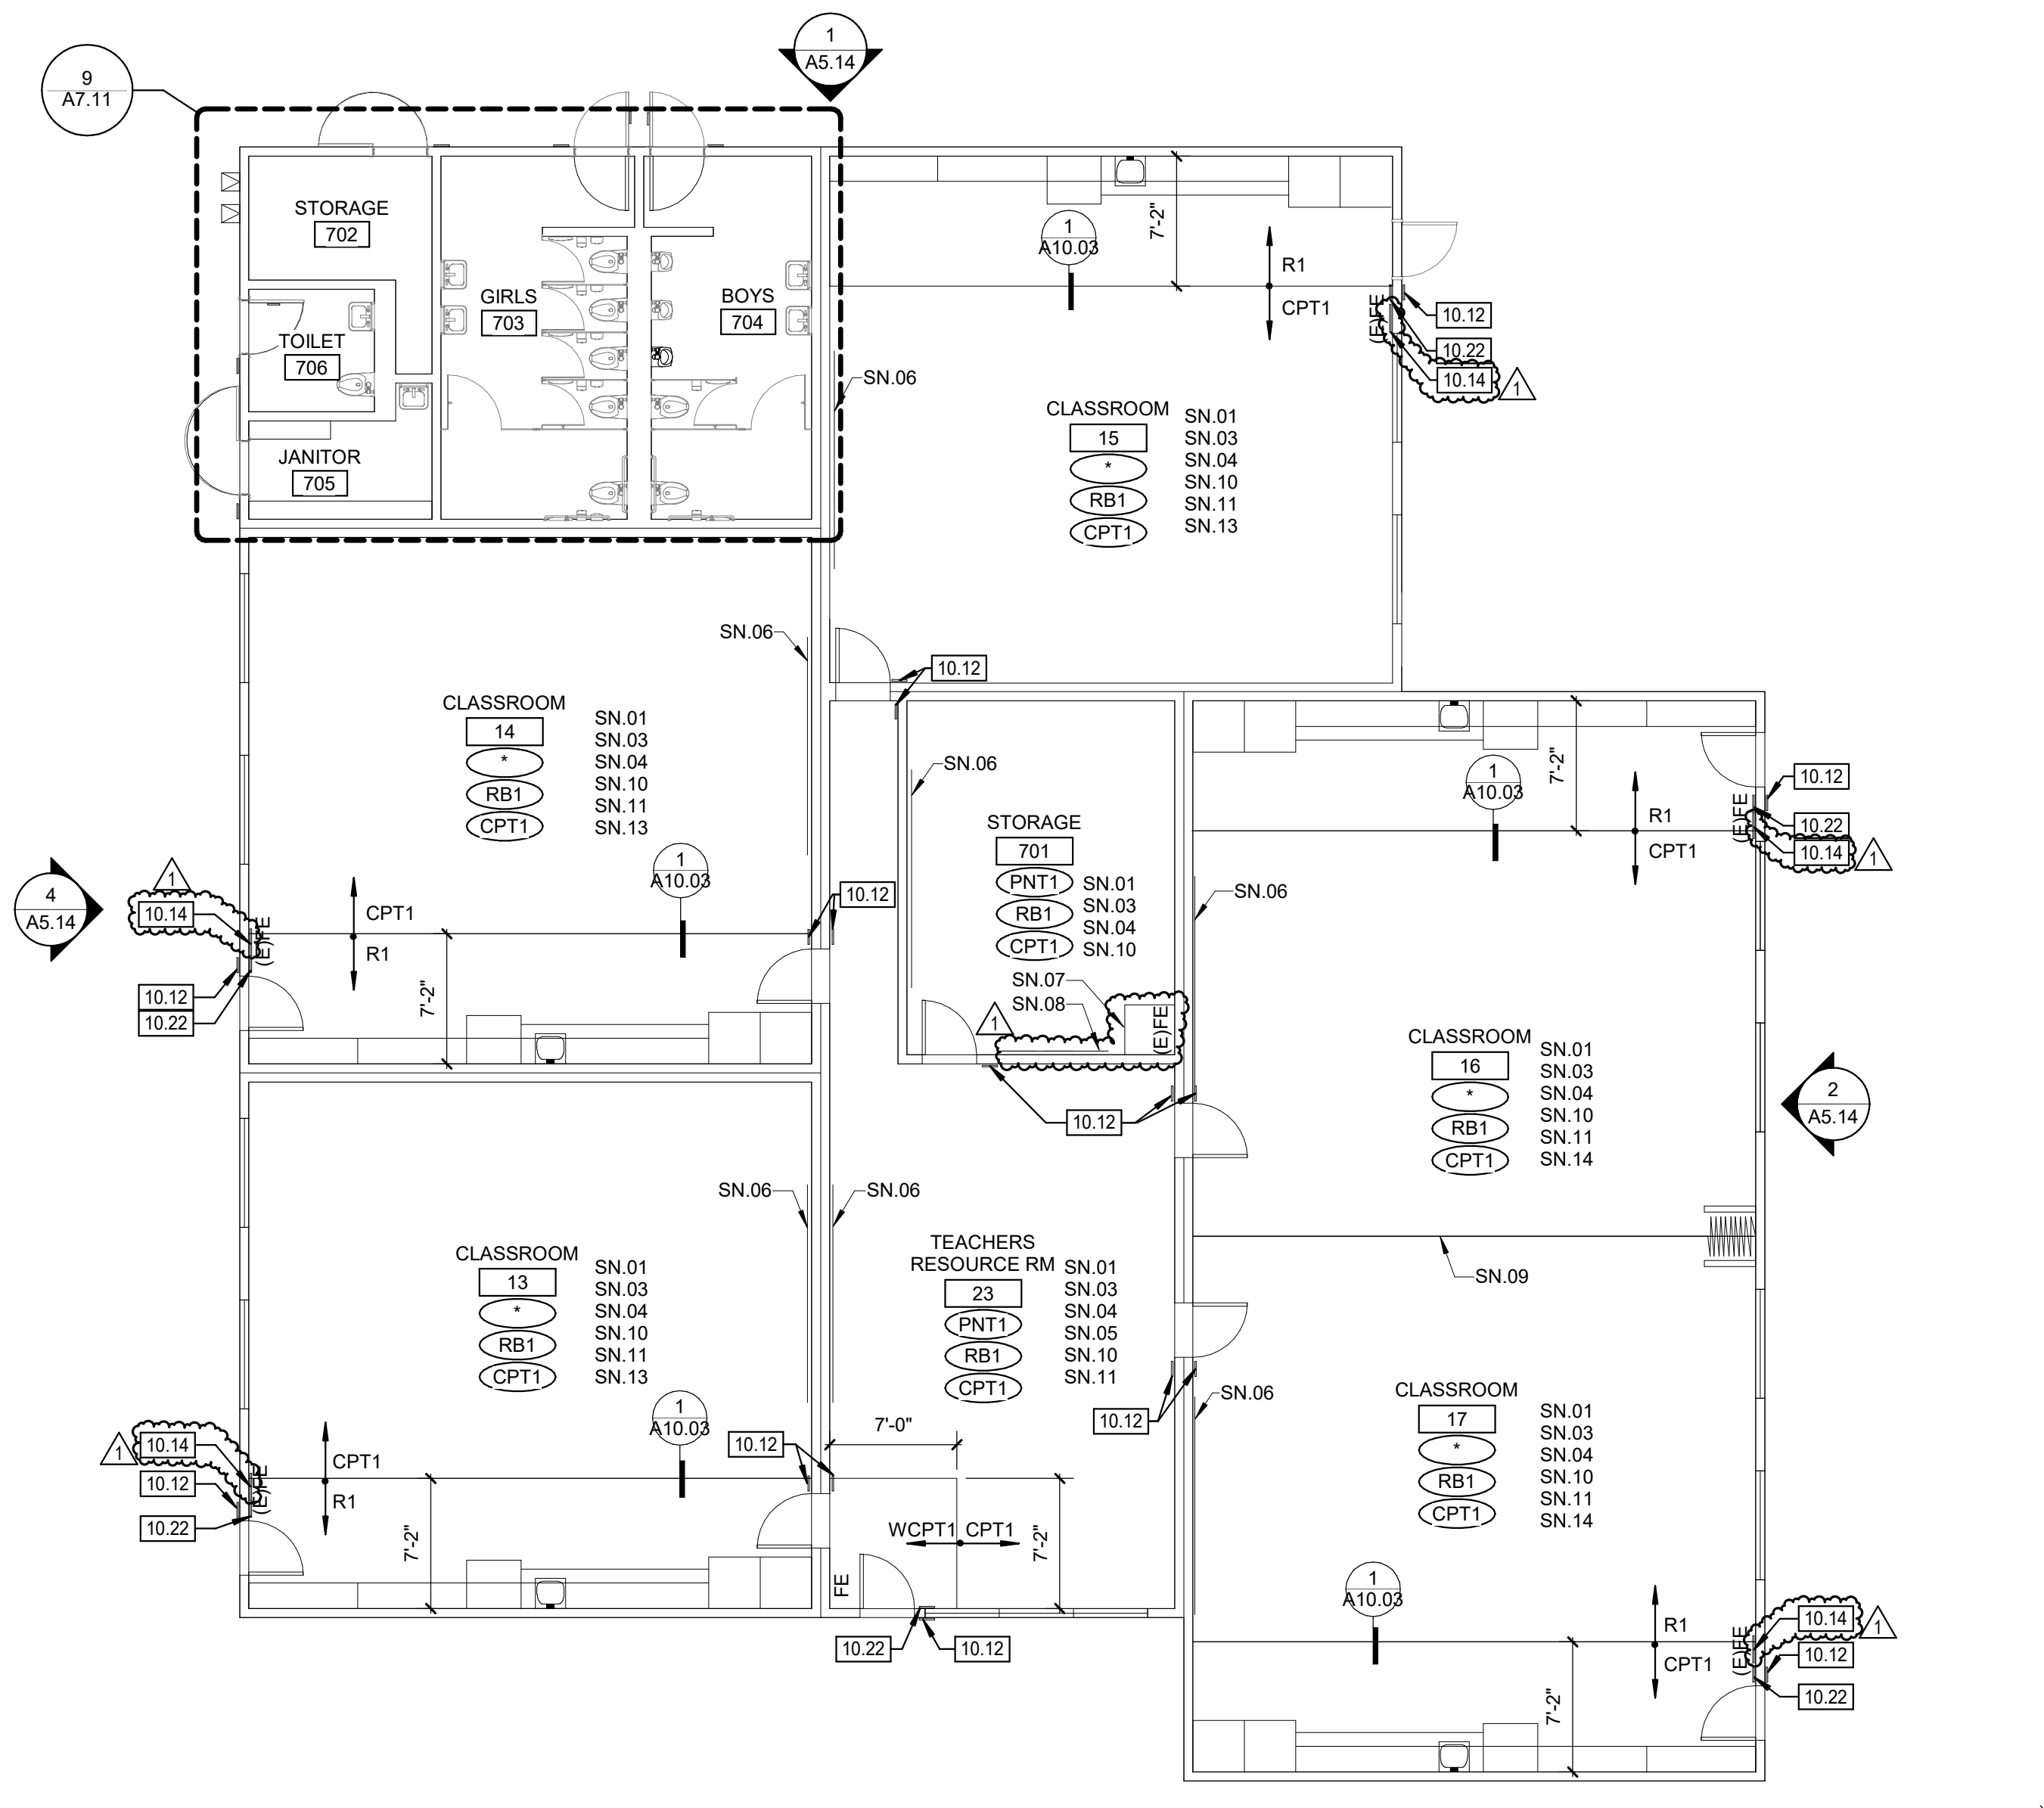 1
A5.14
9
A7.11
STORAGE
702
GIRLS
703
BOYS
704
TOILET
706
JANITOR
705
7'-2"
1
A10.03
R1
CPT1
(E)FE
10.12
10.22
10.14
1
SN.06
CLASSROOM
15
*
RB1
CPT1
SN.01
SN.03
SN.04
SN.10
SN.11
SN.13
SN.06
10.12
CLASSROOM
14
*
RB1
CPT1
SN.01
SN.03
SN.04
SN.10
SN.11
SN.13
1
A10.03
10.12
4
A5.14
1
10.14
(E)FE
CPT1
R1
10.12
10.22
7'-2"
SN.06
STORAGE
701
PNT1
RB1
CPT1
SN.01
SN.03
SN.04
SN.10
SN.07
SN.08
1
(E)FE
10.12
7'-2"
1
A10.03
R1
CPT1
(E)FE
10.12
10.22
10.14
1
SN.06
CLASSROOM
16
*
RB1
CPT1
SN.01
SN.03
SN.04
SN.10
SN.11
SN.14
2
A5.14
SN.09
SN.06
SN.06
CLASSROOM
13
*
RB1
CPT1
SN.01
SN.03
SN.04
SN.10
SN.11
SN.13
1
A10.03
10.12
1
10.14
10.12
10.22
(E)FE
CPT1
R1
7'-2"
TEACHERS
RESOURCE RM
23
PNT1
RB1
CPT1
SN.01
SN.03
SN.04
SN.05
SN.10
SN.11
7'-0"
10.12
WCPT1
CPT1
7'-2"
FE
10.22
10.12
SN.06
CLASSROOM
17
*
RB1
CPT1
SN.01
SN.03
SN.04
SN.10
SN.11
SN.14
1
A10.03
R1
CPT1
(E)FE
10.14
1
10.12
10.22
7'-2"